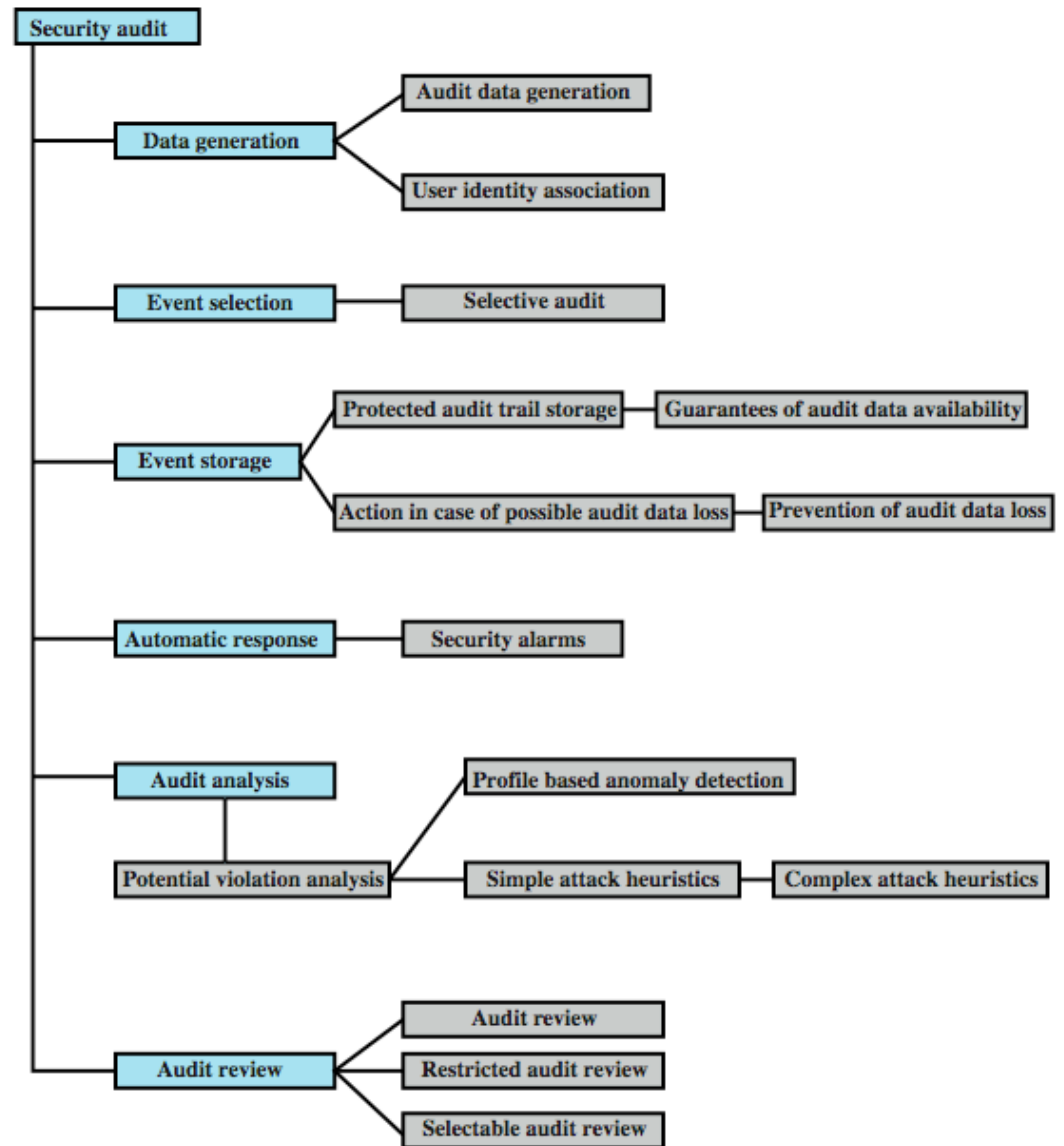 Security audit
Audit data generation
Data generation
User identity association
Event selection
Selective audit
Protected audit trail storage
Guarantees of audit data availability
Event storage
Action in case of possible audit data loss
Prevention of audit data loss
Automatic response
Security alarms
Audit analysis
Profile based anomaly detection
Potential violation analysis
Simple attack heuristics
Complex attack heuristics
Audit review
Audit review
Restricted audit review
Selectable audit review